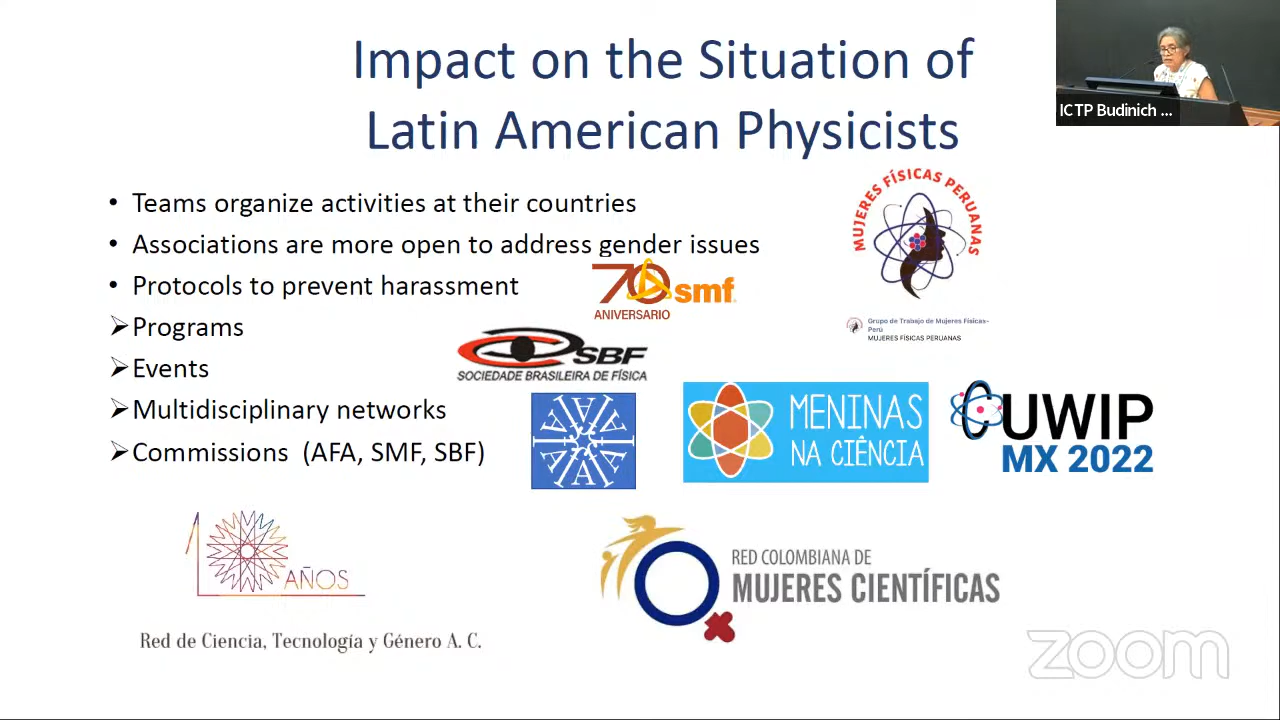 Impact on the Situation of
Latin American Physicists
ICTP Budinich ...
• Teams organize activities at their countries
• Associations are more open to address gender issues
• Protocols to prevent harassment
➢Programs
➢Events
➢Multidisciplinary networks
➢Commissions (AFA, SMF, SBF)
MUJERES FÍSICAS PERUANAS
Grupo de Trabajo de Mujeres Físicas-
Perú
MUJERES FÍSICAS PERUANAS
70 smf
ANIVERSARIO
SBF
SOCIEDADE BRASILEIRA DE FÍSICA
MENINAS
NA CIÊNCIA
CUWIP
MX 2022
10 AÑOS
Red de Ciencia, Tecnología y Género A. C.
RED COLOMBIANA DE
MUJERES CIENTÍFICAS
zoom